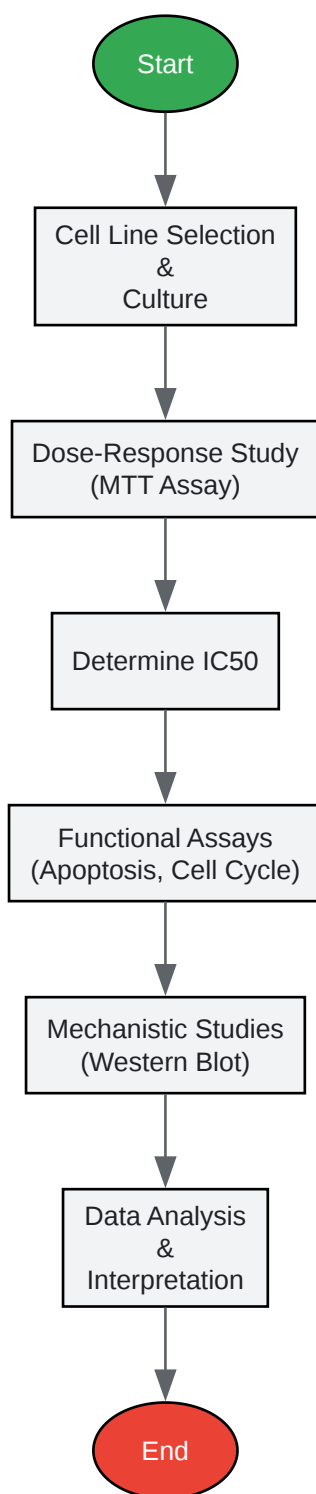 Start
Cell Line Selection
&
Culture
Dose-Response Study
(MTT Assay)
Determine IC50
Functional Assays
(Apoptosis, Cell Cycle)
Mechanistic Studies
(Western Blot)
Data Analysis
&
Interpretation
End